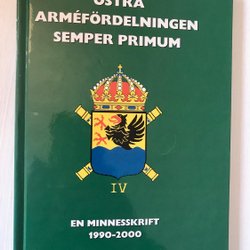 ÖSTRA
ARMÉFÖRDELNINGEN
SEMPER PRIMUM
IV
EN MINNESSKRIFT
1990-2000